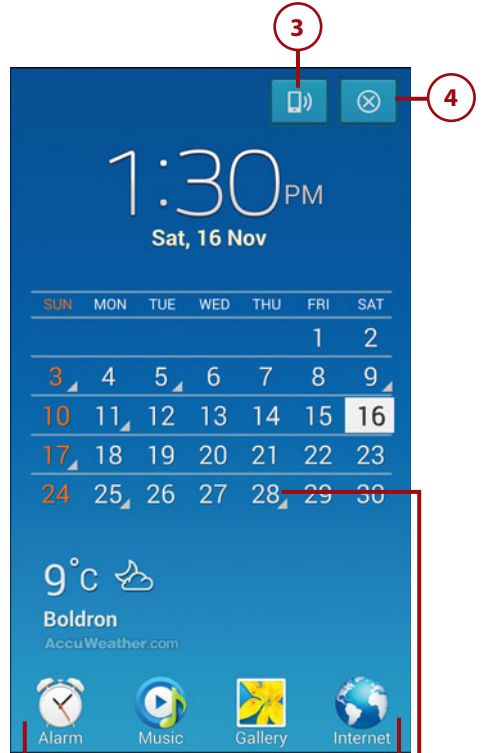 3
4
1:30 PM
Sat, 16 Nov
SUN MON TUE WED THU FRI SAT
1 2
3 4 5 6 7 8 9
10 11 12 13 14 15 16
17 18 19 20 21 22 23
24 25 26 27 28 29 30
9°C
Boldron
AccuWeather.com
Alarm Music Gallery Internet